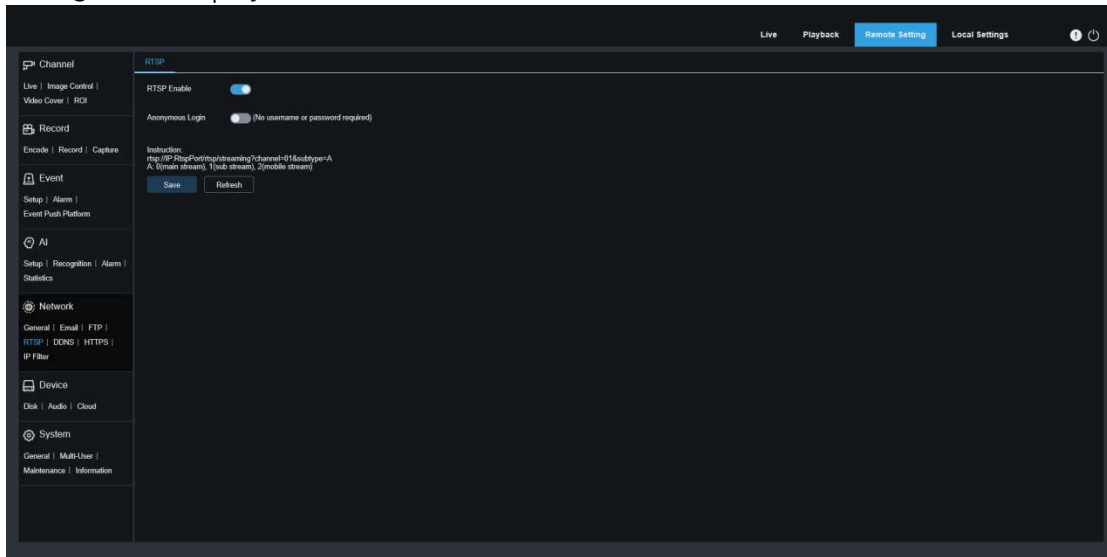 Live Playback Remote Setting Local Settings
Channel
Live | Image Control |
Video Cover | ROI
Record
Encode | Record | Capture
Event
Setup | Alarm |
Event Push Platform
AI
Setup | Recognition | Alarm |
Statistics
Network
General | Email | FTP |
RTSP | DDNS | HTTPS |
IP Filter
Device
Disk | Audio | Cloud
System
General | Multi-User |
Maintenance | Information
RTSP
RTSP Enable
Anonymous Login (No username or password required)
Instruction:
rtsp://IP:RtspPort/rtsp/streaming?channel=01&subtype=A
A: 0(main stream), 1(sub stream), 2(mobile stream)
Save Refresh